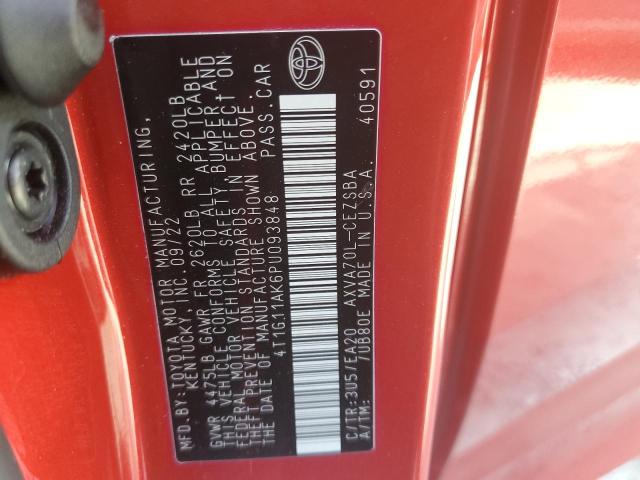 MFD. BY: TOYOTA MOTOR MANUFACTURING,
KENTUCKY, INC. 09/22
GVWR 4475LB GAWR FR 2620LB RR 2420LB
THIS VEHICLE CONFORMS TO ALL APPLICABLE
FEDERAL MOTOR VEHICLE SAFETY, BUMPER AND
THEFT PREVENTION STANDARDS IN EFFECT ON
THE DATE OF MANUFACTURE SHOWN ABOVE.
4T1G11AK6PU093848 PASS.CAR
C/TR:3U5/EA20 AXVA70L-CEZSBA
A/TM: /UB80E MADE IN U.S.A. 40591